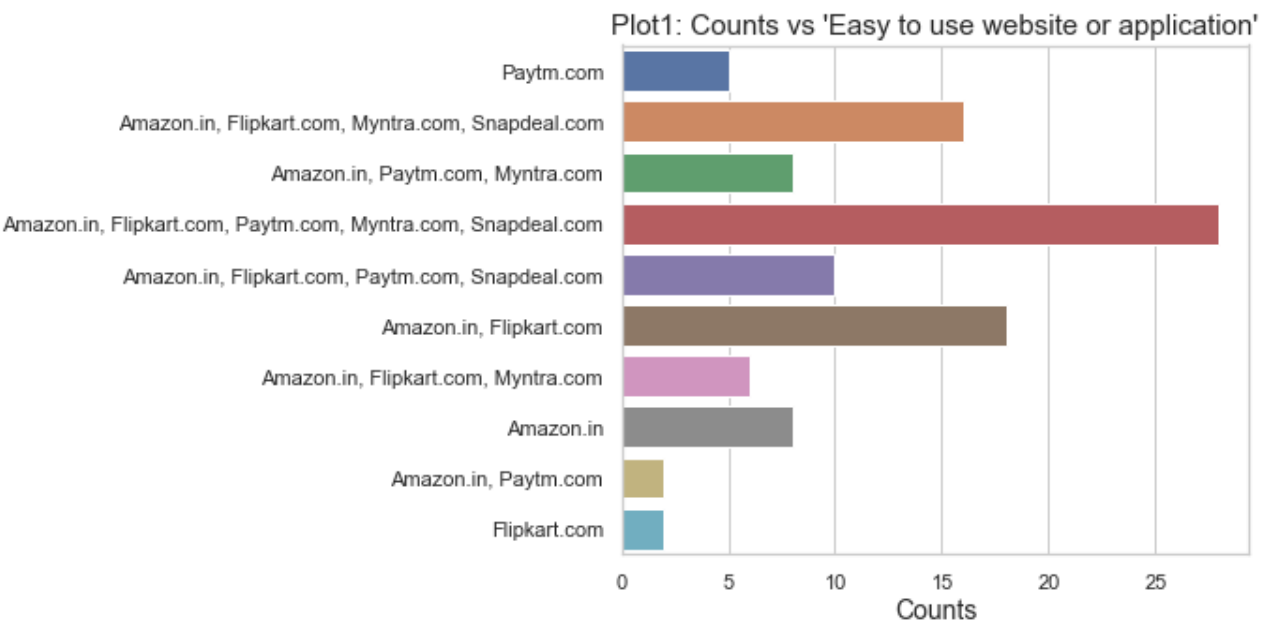 Plot1: Counts vs 'Easy to use website or application'
Paytm.com
Amazon.in, Flipkart.com, Myntra.com, Snapdeal.com
Amazon.in, Paytm.com, Myntra.com
Amazon.in, Flipkart.com, Paytm.com, Myntra.com, Snapdeal.com
Amazon.in, Flipkart.com, Paytm.com, Snapdeal.com
Amazon.in, Flipkart.com
Amazon.in, Flipkart.com, Myntra.com
Amazon.in
Amazon.in, Paytm.com
Flipkart.com
0 5 10 15 20 25
Counts